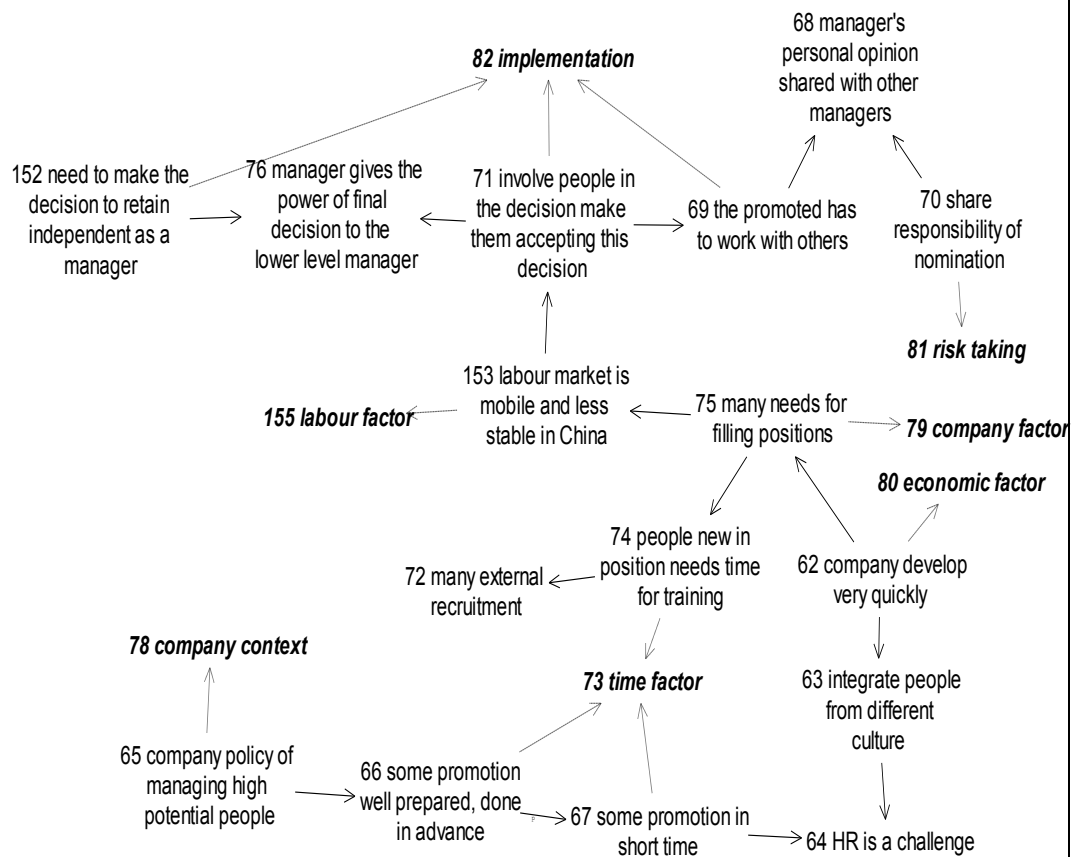 68 manager's
personal opinion
shared with other
managers
82 implementation
152 need to make the
decision to retain
independent as a
manager
76 manager gives the
power of final
decision to the
lower level manager
71 involve people in
the decision make
them accepting this
decision
69 the promoted has
to work with others
70 share
responsibility of
nomination
81 risk taking
153 labour market is
mobile and less
stable in China
155 labour factor
75 many needs for
filling positions
79 company factor
80 economic factor
74 people new in
position needs time
for training
72 many external
recruitment
62 company develop
very quickly
78 company context
73 time factor
63 integrate people
from different
culture
65 company policy of
managing high
potential people
66 some promotion
well prepared, done
in advance
67 some promotion in
short time
64 HR is a challenge